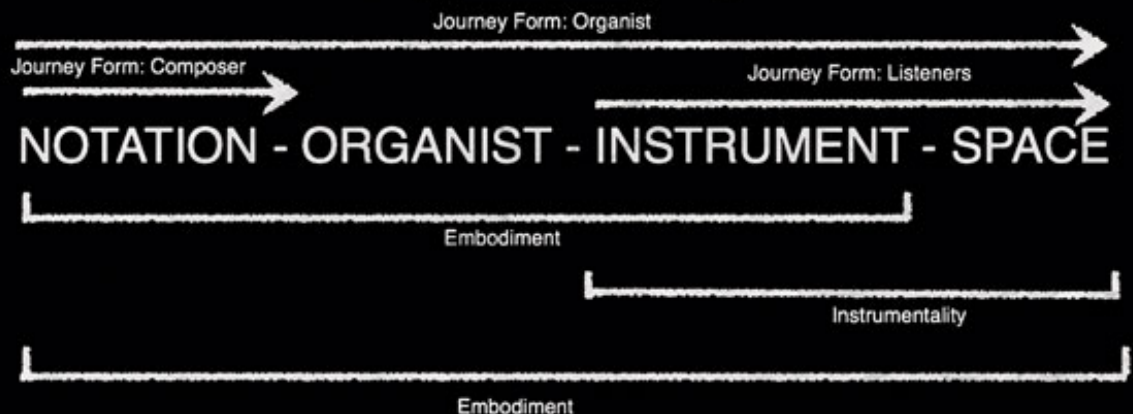 Journey Form: Organist
Journey Form: Composer
Journey Form: Listeners
NOTATION - ORGANIST - INSTRUMENT - SPACE
Embodiment
Instrumentality
Embodiment